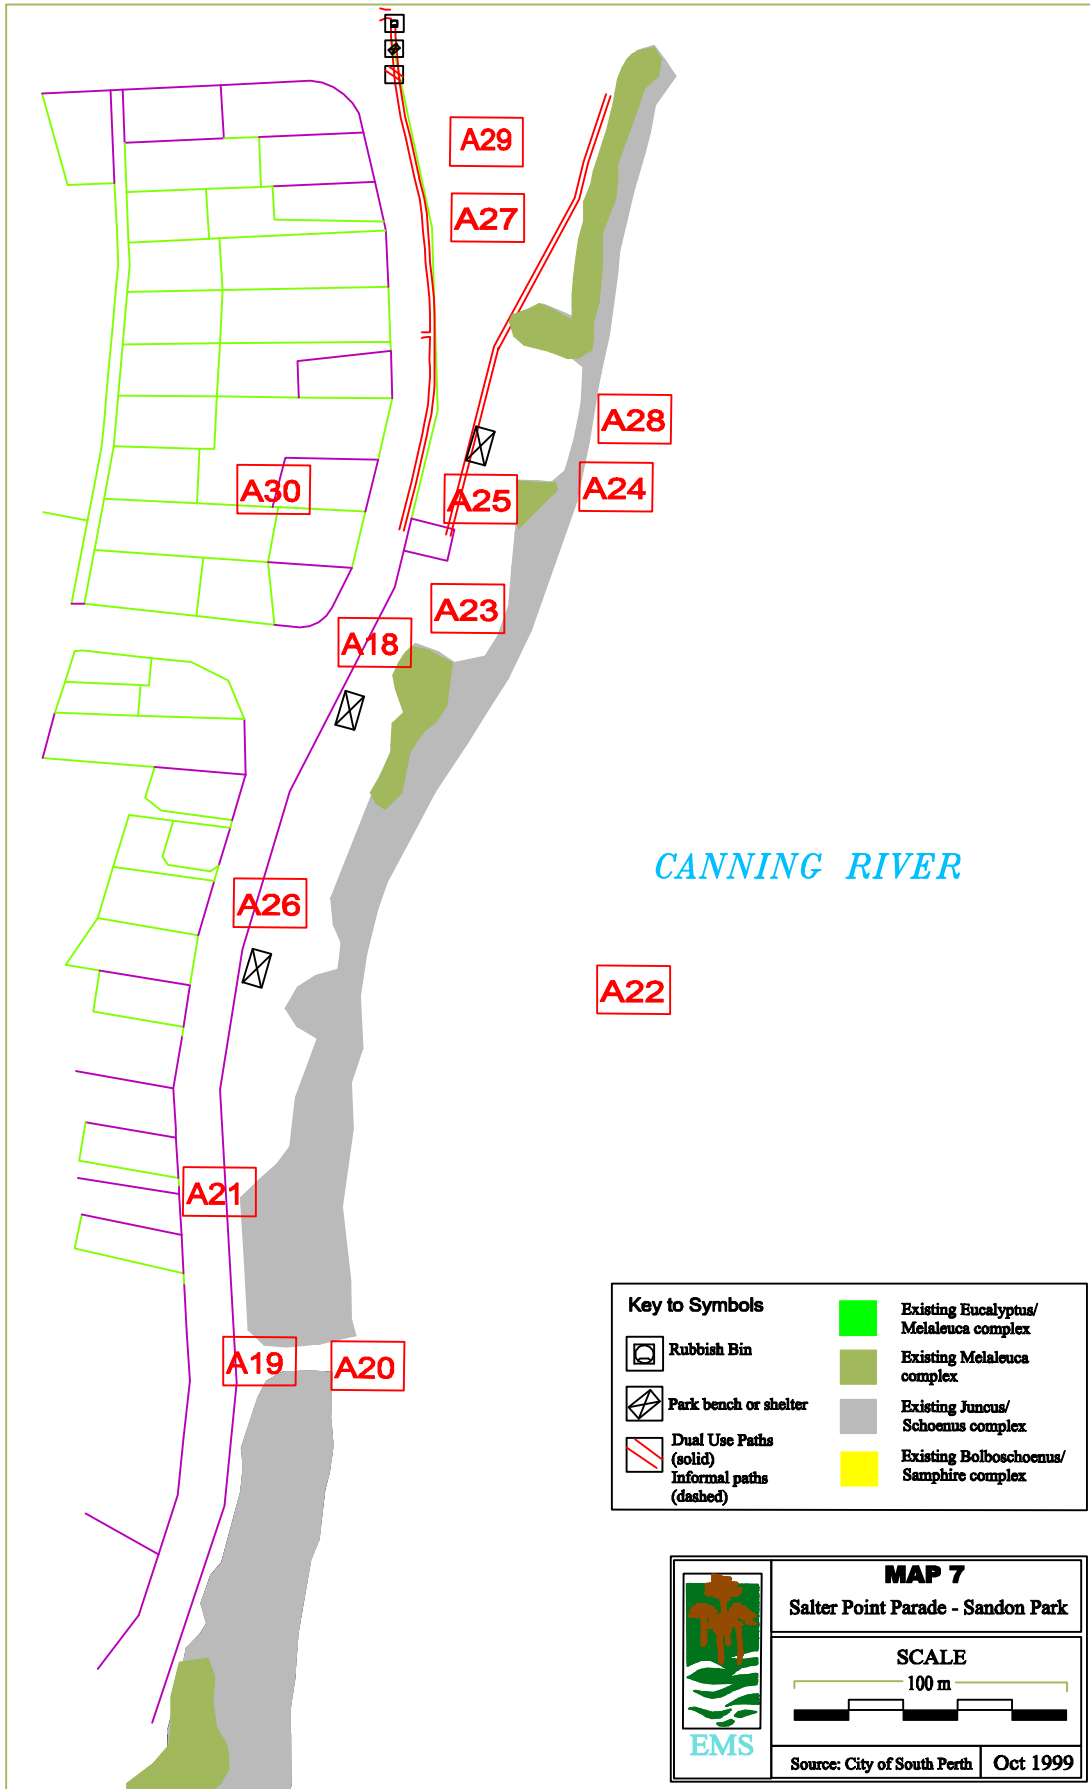 A29
A27
A28
A30
A25
A24
A23
A18
CANNING RIVER
A26
A22
A21
A19
A20
Key to Symbols
Rubbish Bin
Park bench or shelter
Dual Use Paths
(solid)
Informal paths
(dashed)
Existing Eucalyptus/
Melaleuca complex
Existing Melaleuca
complex
Existing Juncus/
Schoenus complex
Existing Bolboschoenus/
Samphire complex
MAP 7
Salter Point Parade - Sandon Park
SCALE
100 m
EMS
Source: City of South Perth
Oct 1999